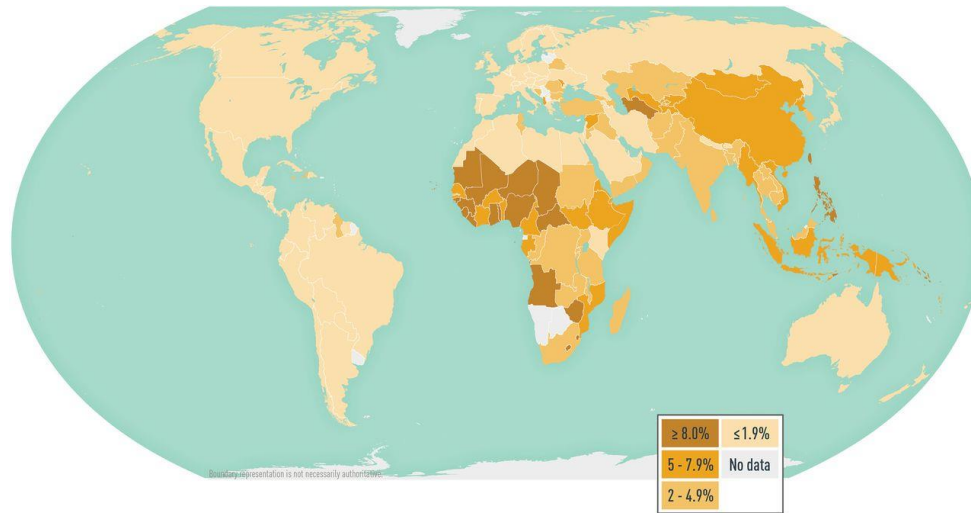 Boundary representation is not necessarily authoritative.
≥ 8.0% ≤ 1.9%
5 - 7.9% No data
2 - 4.9%